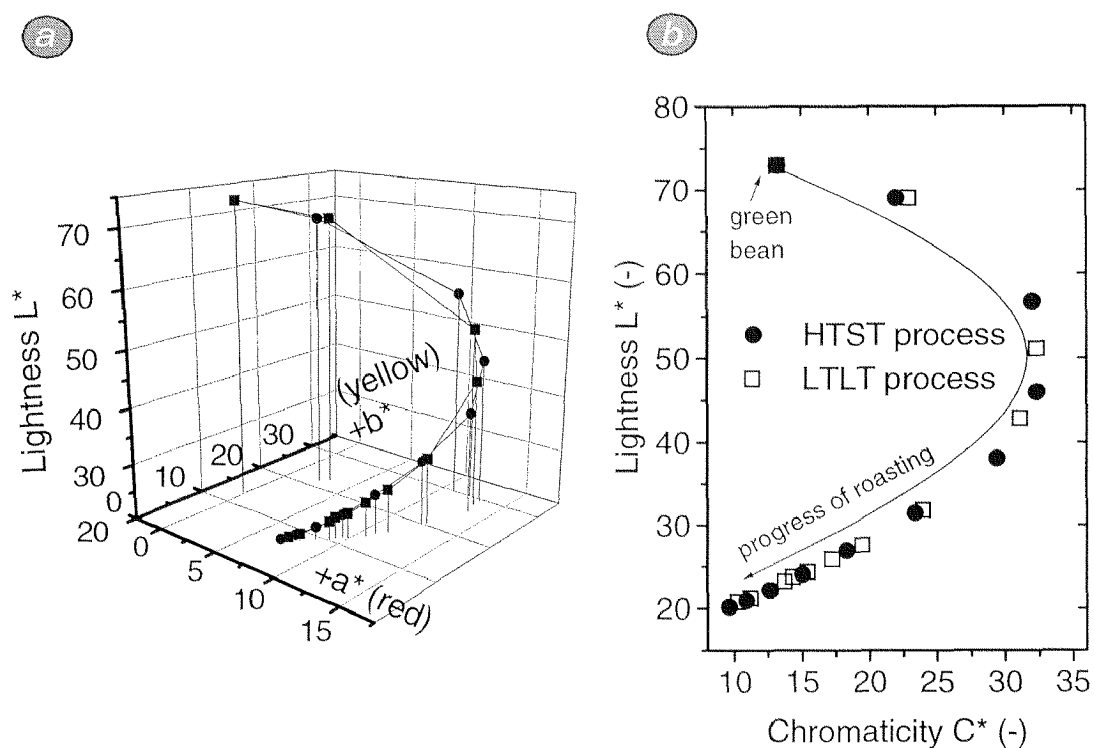 a
70
60
50
40
30
20
Lightness L*
0
10
20
30
(yellow)
+b*
0
5
10
15
+a* (red)
b
80
70
60
50
40
30
20
Lightness L* (-)
green
bean
HTST process
LTLT process
progress of roasting
10 15 20 25 30 35
Chromaticity C* (-)